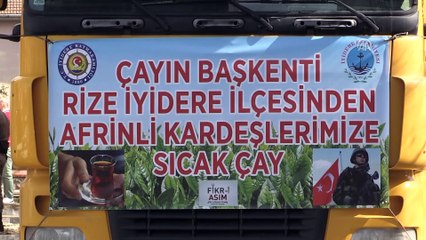 ÇAYIN BAŞKENTİ
RİZE İYİDERE İLÇESİNDEN
AFRİNLİ KARDEŞLERİMİZE
SICAK ÇAY
FİKR-İ
ASIM